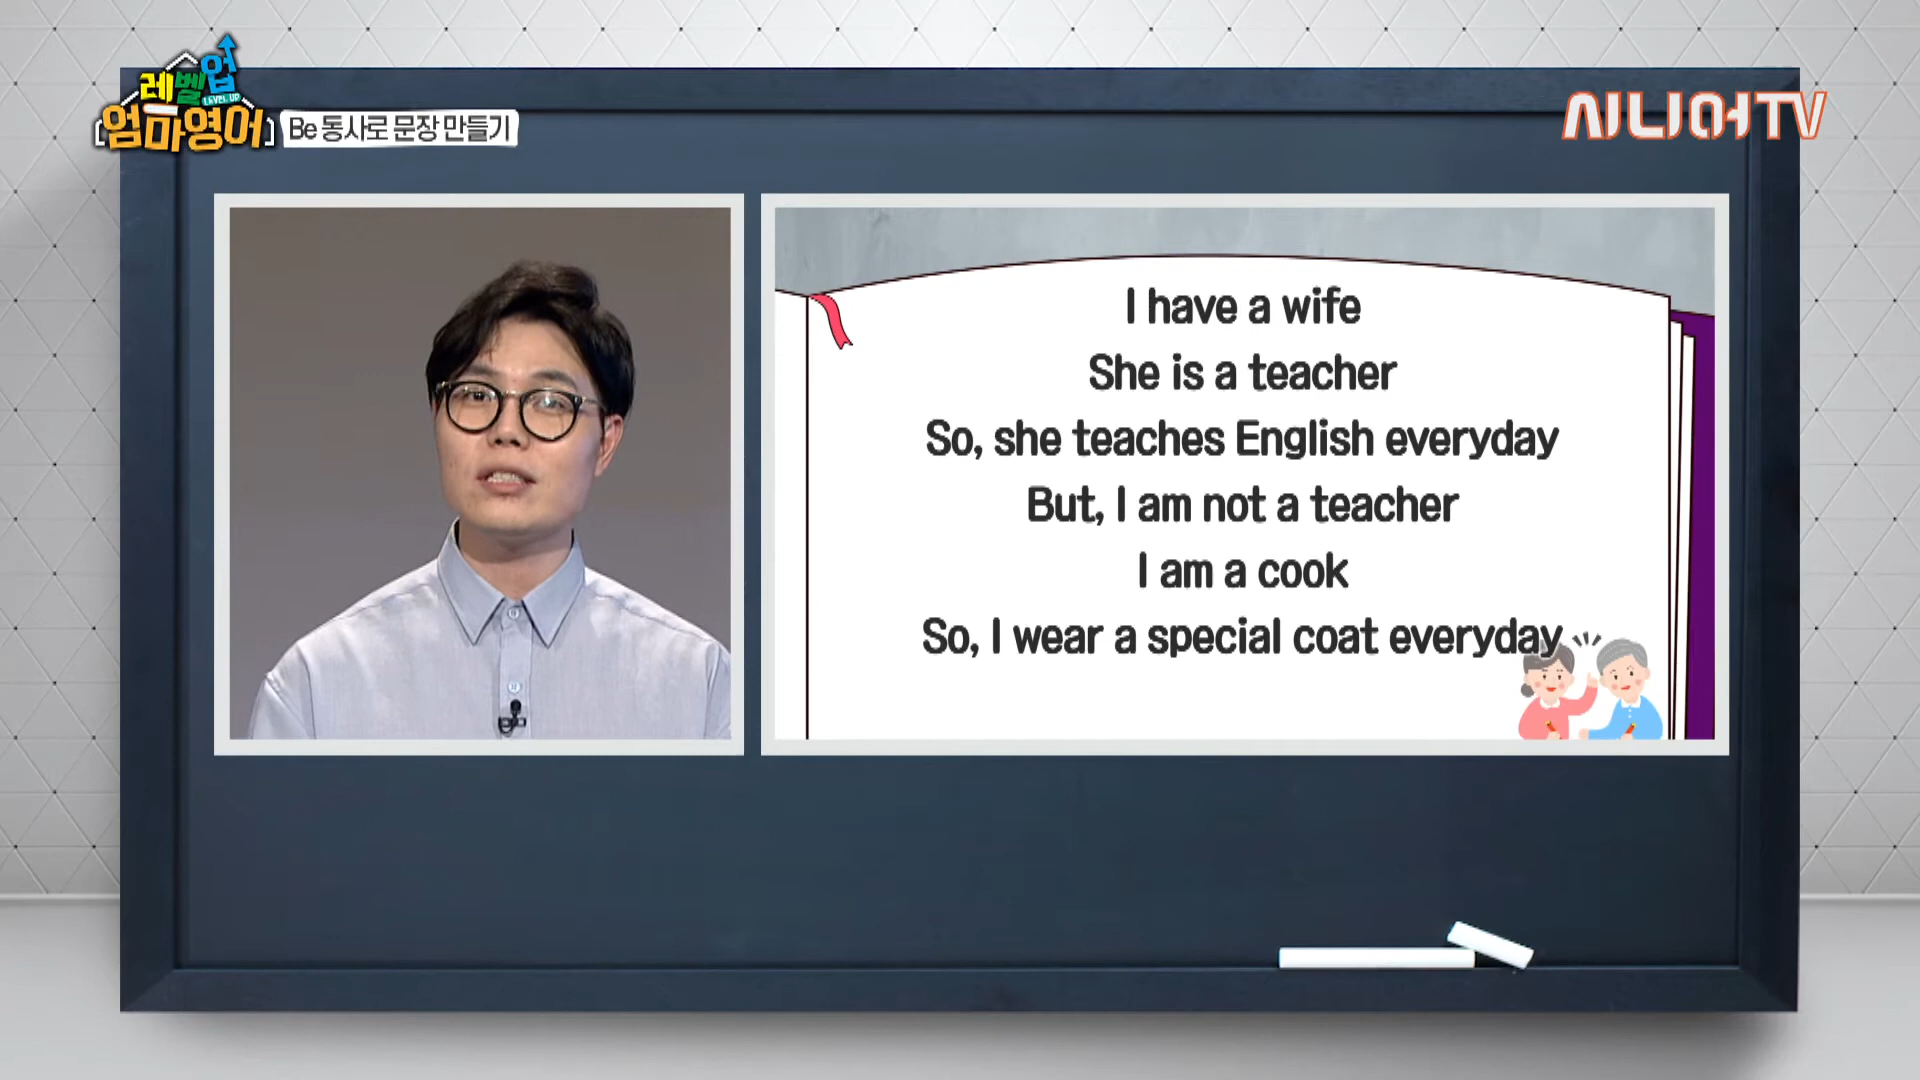 레벨업
LEVEL UP
엄마영어
Be 동사로 문장 만들기
시니어TV
I have a wife
She is a teacher
So, she teaches English everyday
But, I am not a teacher
I am a cook
So, I wear a special coat everyday